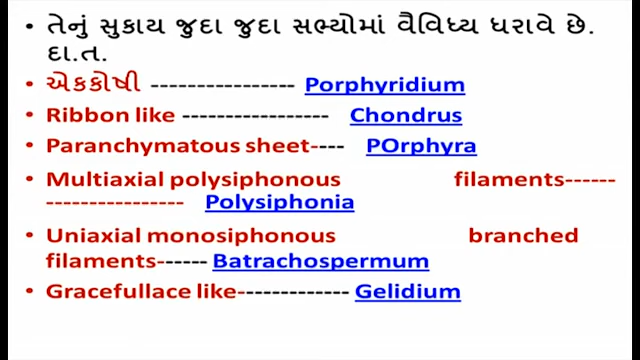 • તેનું સુકાય જુદા જુદા સભ્યોમાં વૈવિધ્ય ધરાવે છે.
દા.ત.
• એકકોષી ---------------- Porphyridium
• Ribbon like ----------------- Chondrus
• Paranchymatous sheet---- POrphyra
• Multiaxial polysiphonous filaments------
---------------- Polysiphonia
• Uniaxial monosiphonous branched
filaments------ Batrachospermum
• Gracefullace like------------- Gelidium